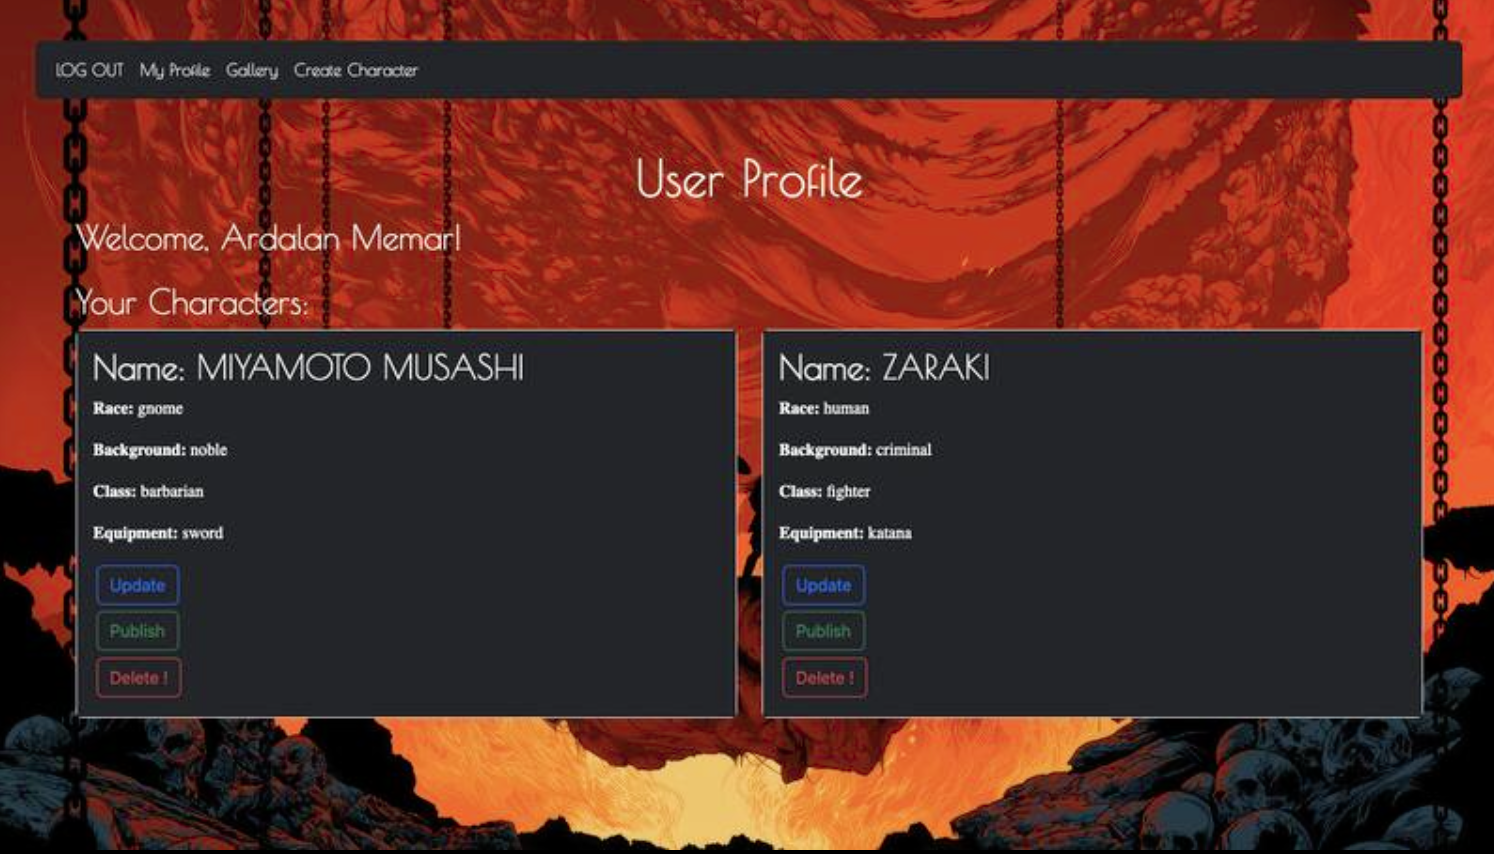 LOG OUT My Profile Gallery Create Character
User Profile
Welcome, Ardalan Memar!
Your Characters:
Name: MIYAMOTO MUSASHI
Race: gnome
Background: noble
Class: barbarian
Equipment: sword
Update
Publish
Delete !
Name: ZARAKI
Race: human
Background: criminal
Class: fighter
Equipment: katana
Update
Publish
Delete !